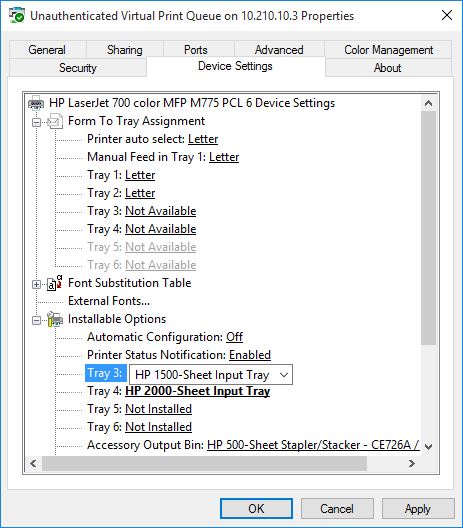 Unauthenticated Virtual Print Queue on 10.210.10.3 Properties
General Sharing Ports Advanced Color Management
Security Device Settings About
HP LaserJet 700 color MFP M775 PCL 6 Device Settings
Form To Tray Assignment
Printer auto select: Letter
Manual Feed in Tray 1: Letter
Tray 1: Letter
Tray 2: Letter
Tray 3: Not Available
Tray 4: Not Available
Tray 5: Not Available
Tray 6: Not Available
Font Substitution Table
External Fonts...
Installable Options
Automatic Configuration: Off
Printer Status Notification: Enabled
Tray 3: HP 1500-Sheet Input Tray
Tray 4: HP 2000-Sheet Input Tray
Tray 5: Not Installed
Tray 6: Not Installed
Accessory Output Bin: HP 500-Sheet Stapler/Stacker - CE726A /
OK Cancel Apply